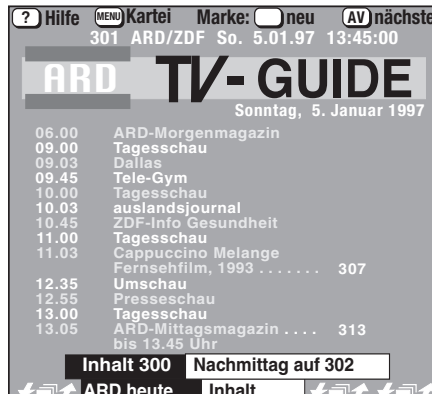 ? Hilfe MENU Kartei Marke: neu AV nächste
301 ARD/ZDF So. 5.01.97 13:45:00
ARD TV-GUIDE
Sonntag, 5. Januar 1997
06.00 ARD-Morgenmagazin
09.00 Tagesschau
09.03 Dallas
09.45 Tele-Gym
10.00 Tagesschau
10.03 auslandsjournal
10.45 ZDF-Info Gesundheit
11.00 Tagesschau
11.03 Cappuccino Melange
Fernsehfilm, 1993 . . . . . . . 307
12.35 Umschau
12.55 Presseschau
13.00 Tagesschau
13.05 ARD-Mittagsmagazin . . . . 313
bis 13.45 Uhr
Inhalt 300 Nachmittag auf 302
ARD heute Inhalt